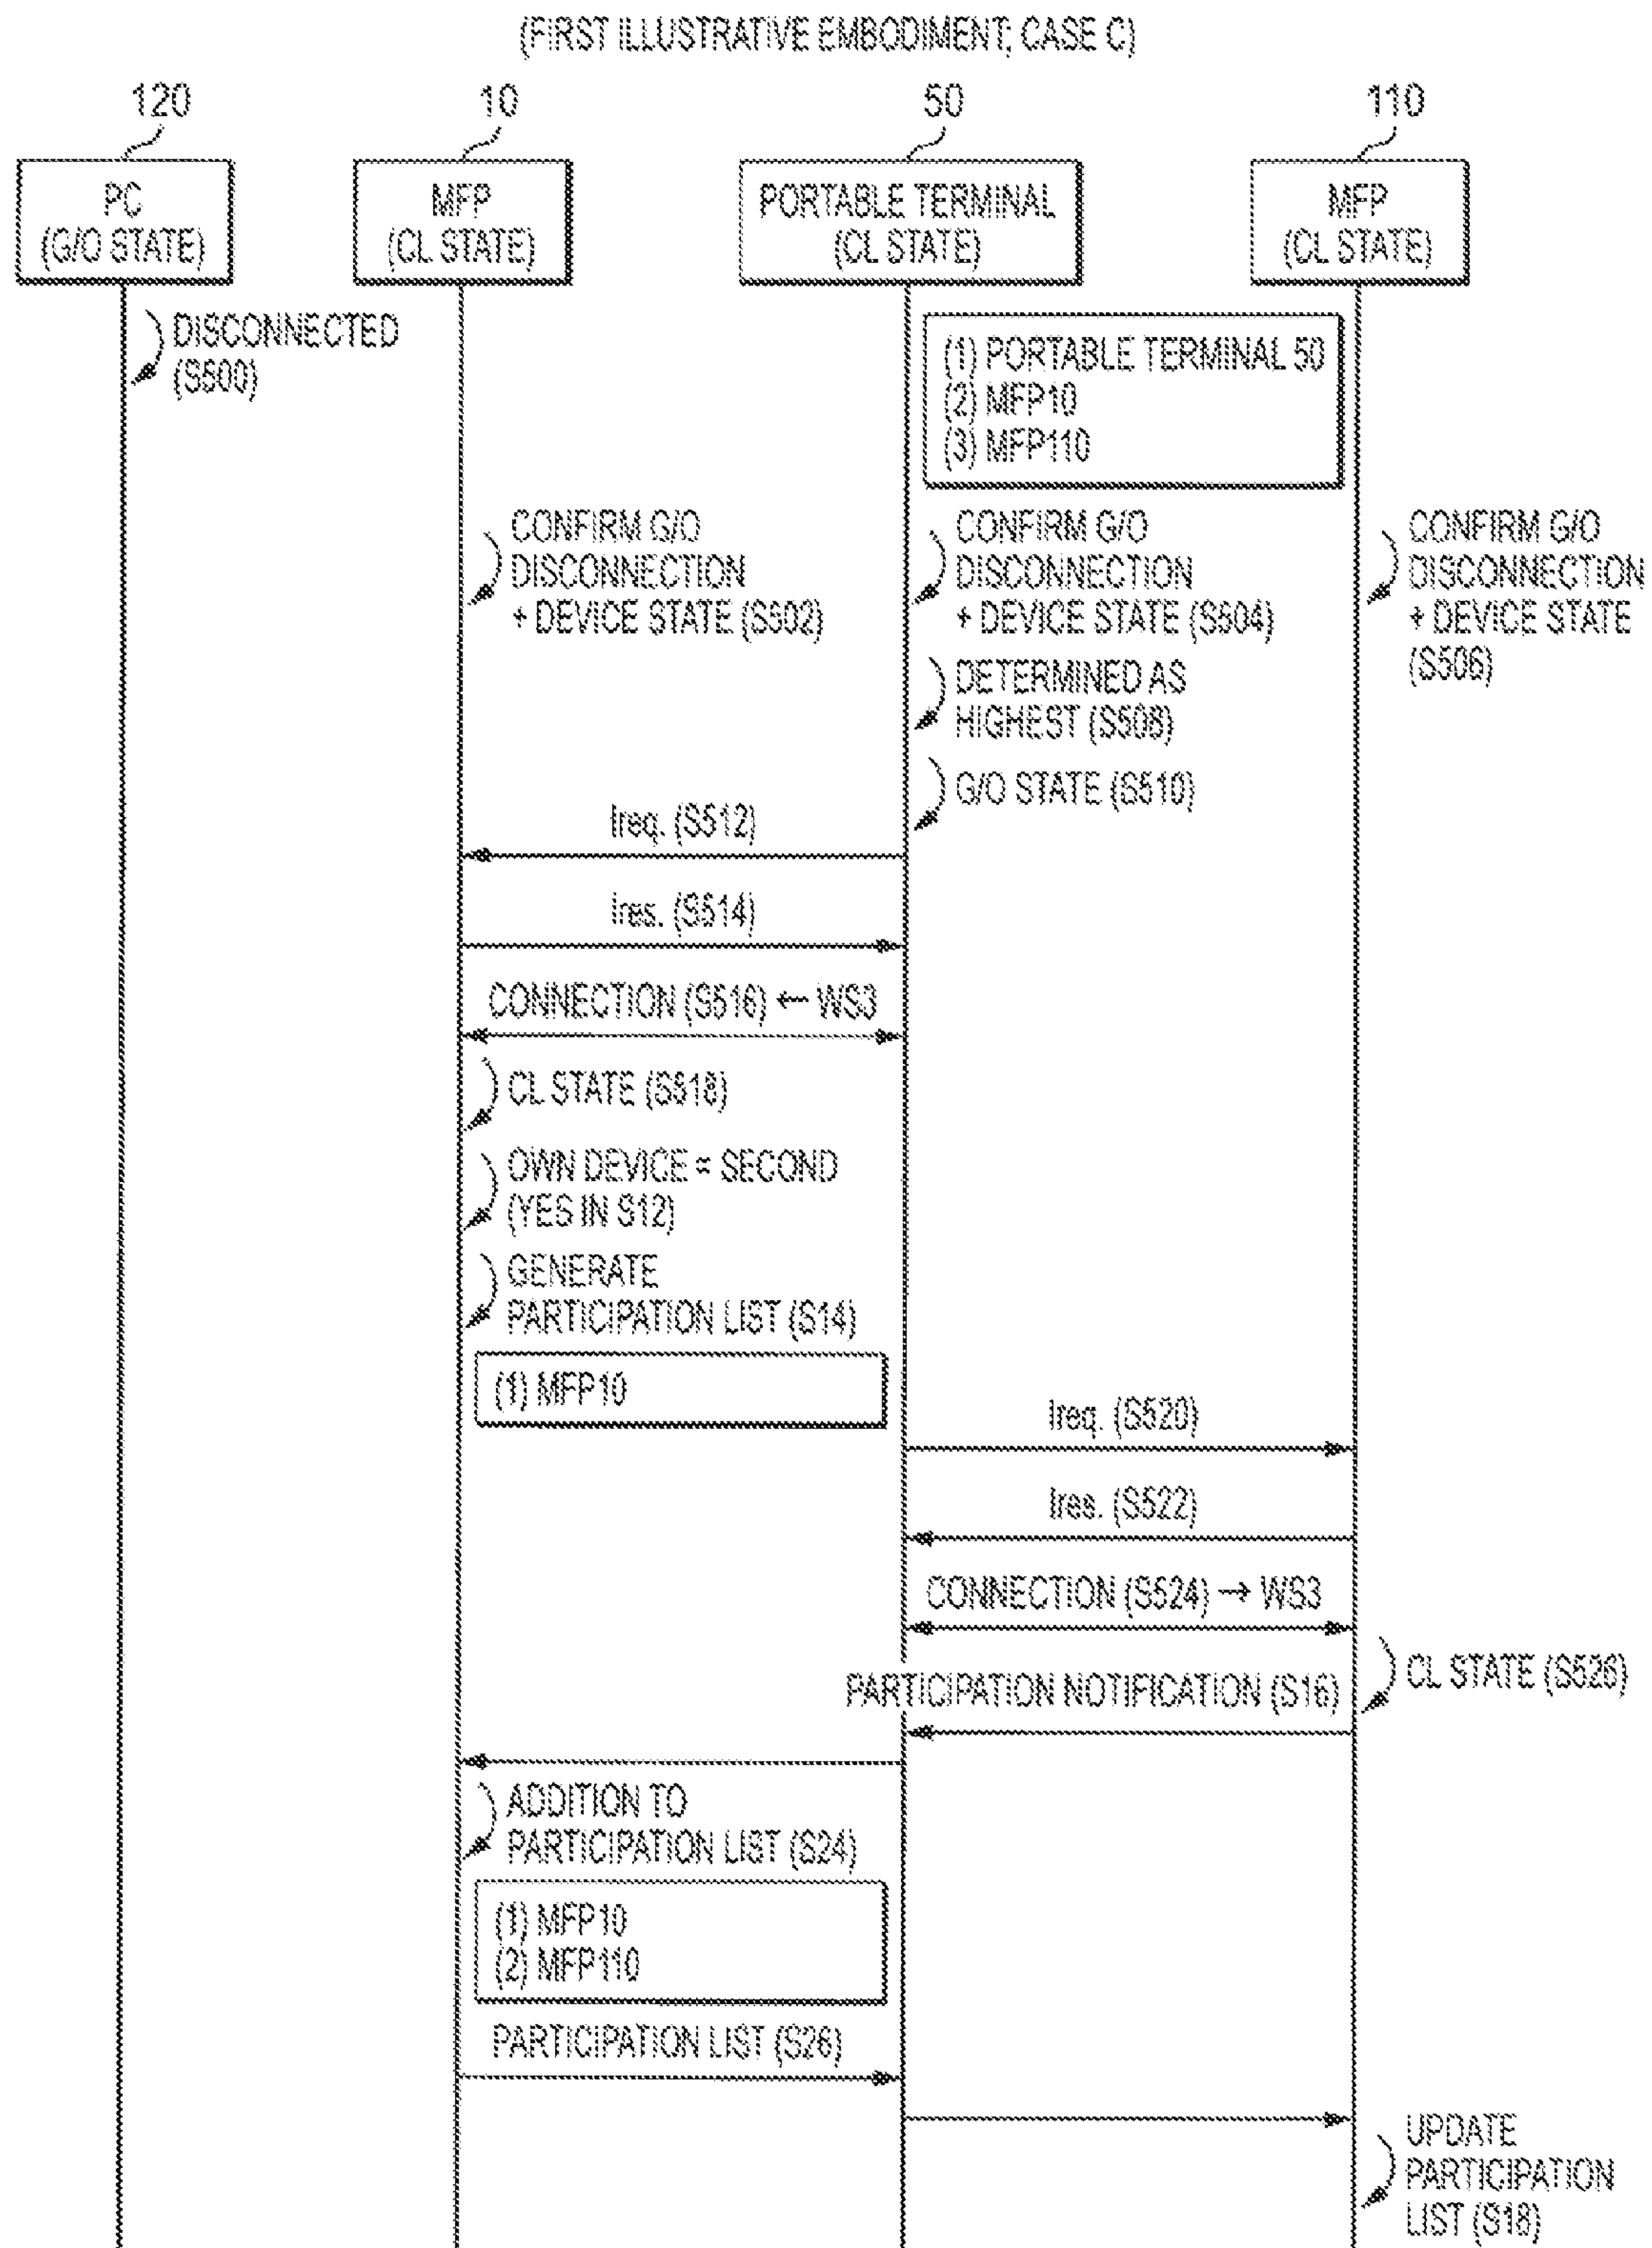 (FIRST ILLUSTRATIVE EMBODIMENT; CASE C)
120
10
50
110
PC
(G/O STATE)
MFP
(CL STATE)
PORTABLE TERMINAL
(CL STATE)
MFP
(CL STATE)
DISCONNECTED
(S500)
(1) PORTABLE TERMINAL 50
(2) MFP10
(3) MFP110
CONFIRM G/O
DISCONNECTION
+ DEVICE STATE (S502)
CONFIRM G/O
DISCONNECTION
+ DEVICE STATE (S504)
CONFIRM G/O
DISCONNECTION
+ DEVICE STATE
(S506)
DETERMINED AS
HIGHEST (S508)
G/O STATE (S510)
Ireq. (S512)
Ires. (S514)
CONNECTION (S516) ← WS3
CL STATE (S518)
OWN DEVICE = SECOND
(YES IN S12)
GENERATE
PARTICIPATION LIST (S14)
(1) MFP10
Ireq. (S520)
Ires. (S522)
CONNECTION (S524) → WS3
CL STATE (S526)
PARTICIPATION NOTIFICATION (S16)
ADDITION TO
PARTICIPATION LIST (S24)
(1) MFP10
(2) MFP110
PARTICIPATION LIST (S26)
UPDATE
PARTICIPATION
LIST (S18)